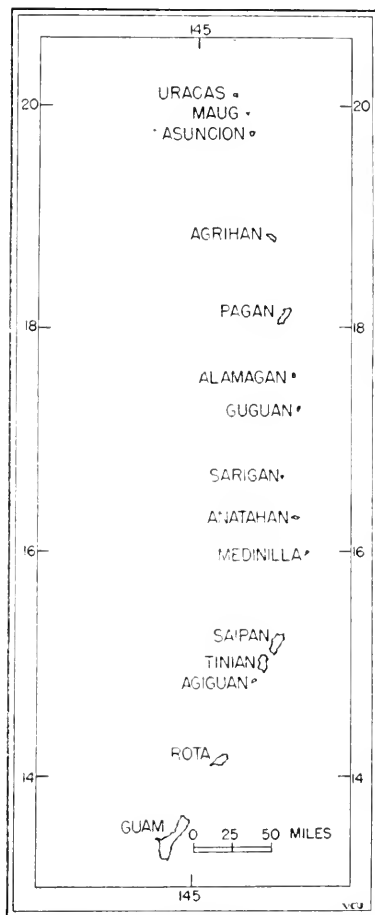 145
20 20
URACAS
MAUG
ASUNCION
AGRIHAN
PAGAN
18 18
ALAMAGAN
GUGUAN
SARIGAN
ANATAHAN
16 16
MEDINILLA
SAIPAN
TINIAN
AGIGUAN
ROTA
14 14
GUAM
0 25 50 MILES
145